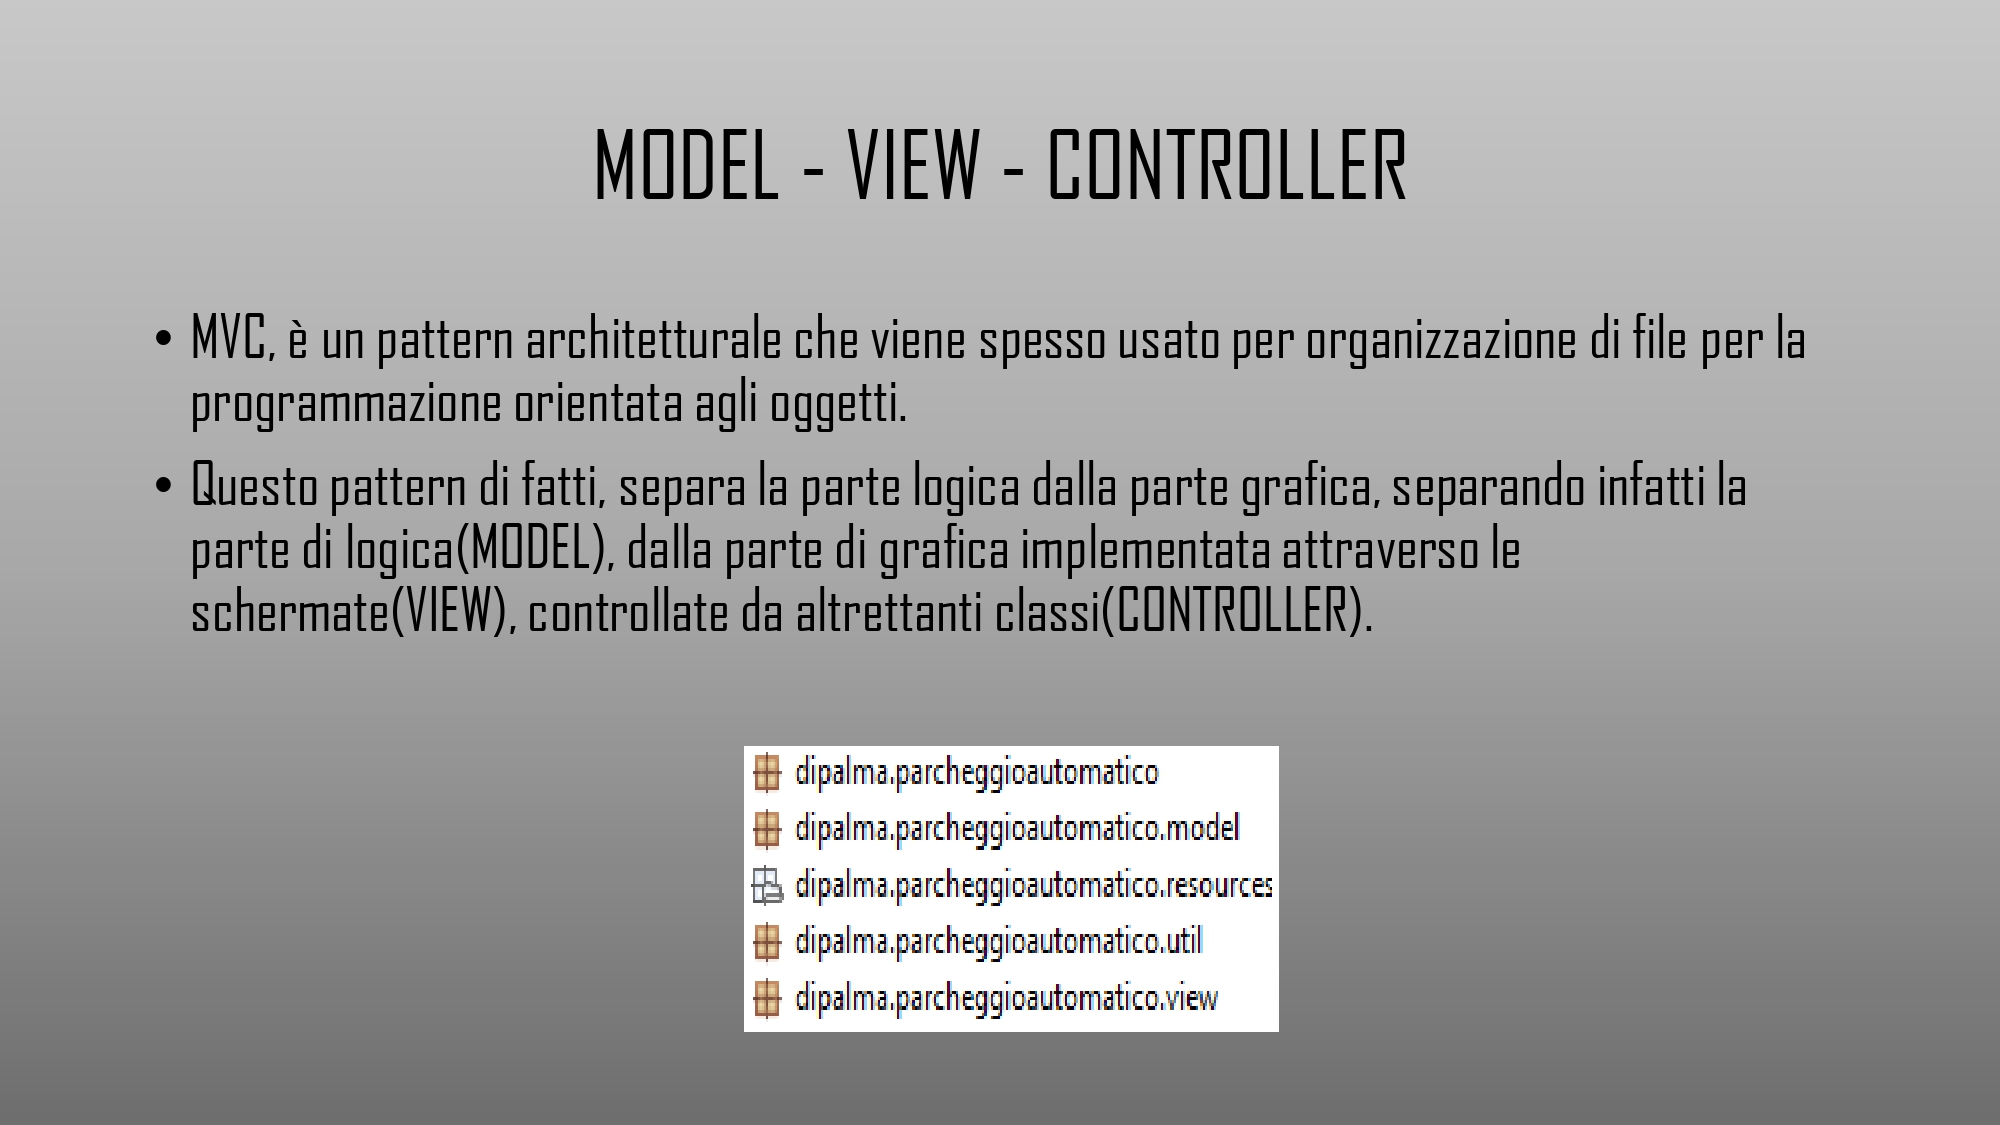 MODEL - VIEW - CONTROLLER
• MVC, è un pattern architetturale che viene spesso usato per organizzazione di file per la
programmazione orientata agli oggetti.
• Questo pattern di fatti, separa la parte logica dalla parte grafica, separando infatti la
parte di logica(MODEL), dalla parte di grafica implementata attraverso le
schermate(VIEW), controllate da altrettanti classi(CONTROLLER).
dipalma.parcheggioautomatico
dipalma.parcheggioautomatico.model
dipalma.parcheggioautomatico.resources
dipalma.parcheggioautomatico.util
dipalma.parcheggioautomatico.view